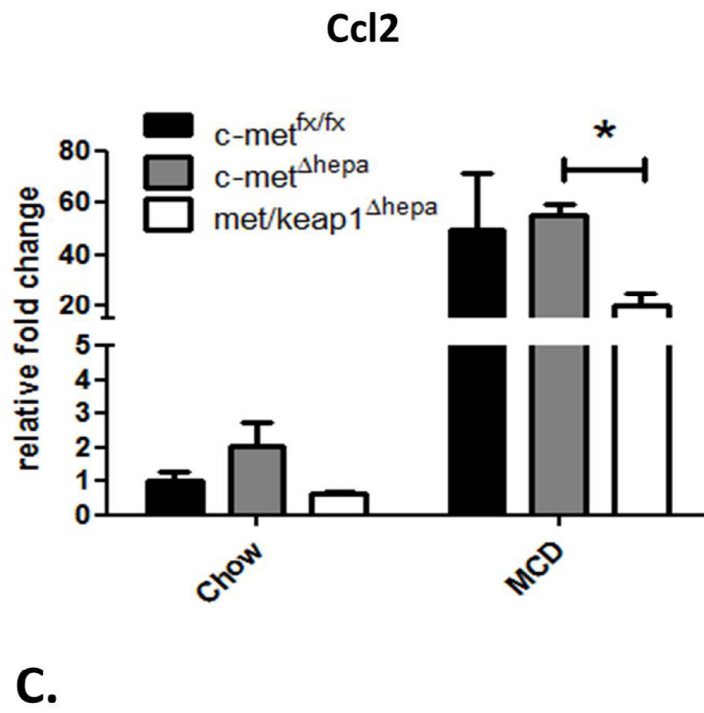 Ccl2
c-met^fx/fx
c-met^Δhepa
met/keap1^Δhepa
*
relative fold change
80
60
40
20
5
4
3
2
1
0
Chow
MCD
C.